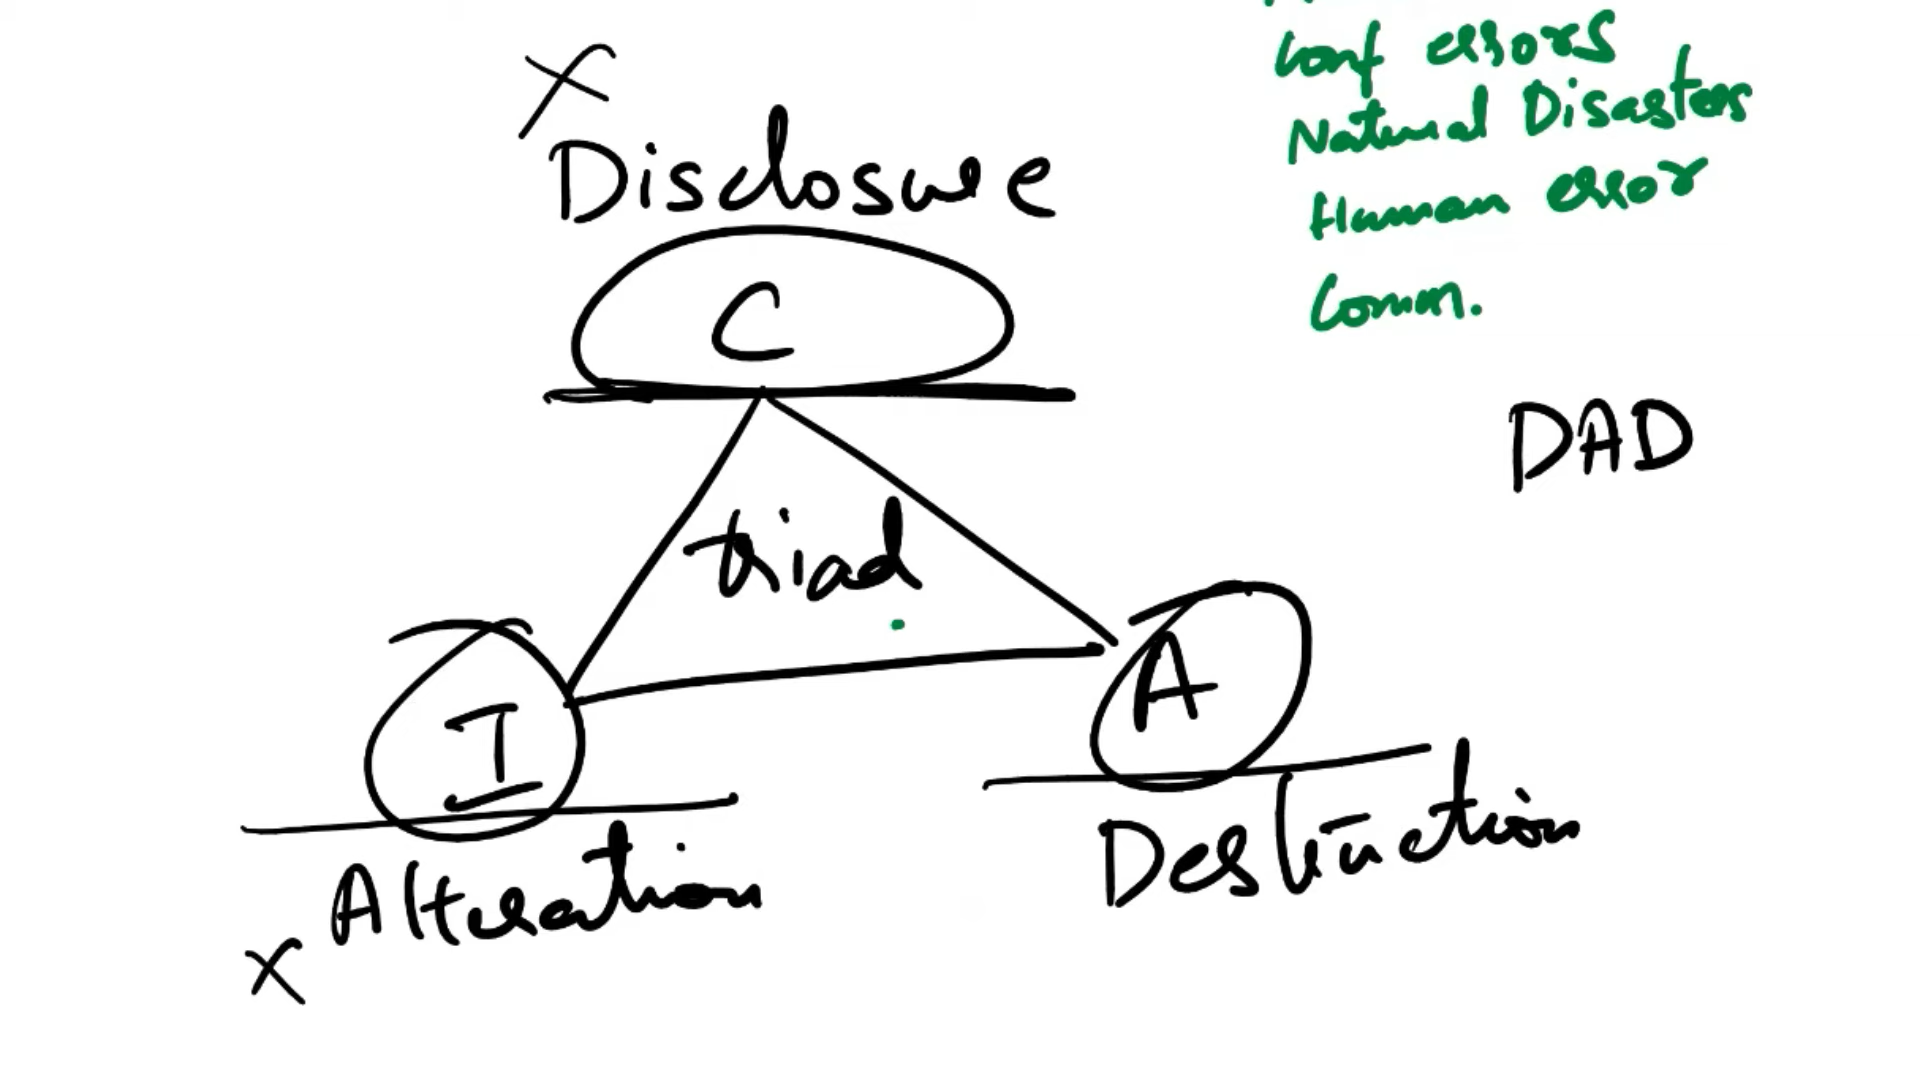 conf errors
Natural Disasters
Human error
Comm.
X
Disclosure
C
DAD
triad
I
A
Alteration
Destruction
X